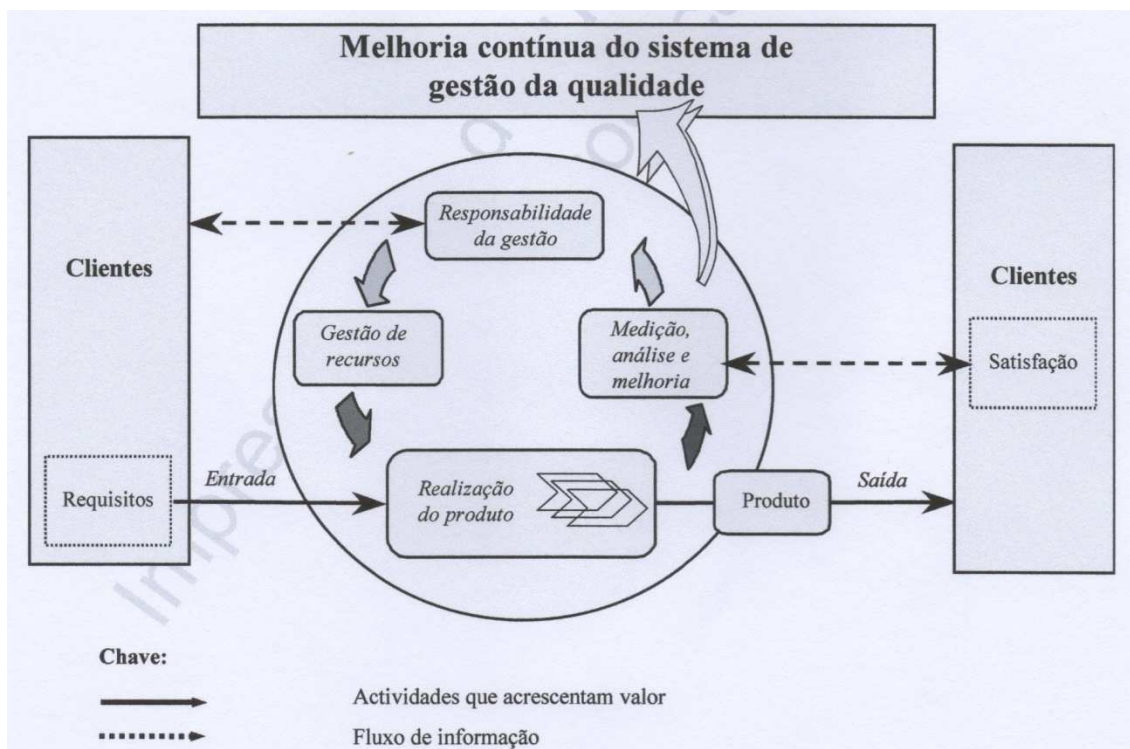 Melhoria contínua do sistema de
gestão da qualidade
Responsabilidade
da gestão
Clientes
Clientes
Gestão de
recursos
Medição,
análise e
melhoria
Satisfação
Requisitos
Entrada
Realização
do produto
Produto
Saída
Chave:
Actividades que acrescentam valor
Fluxo de informação